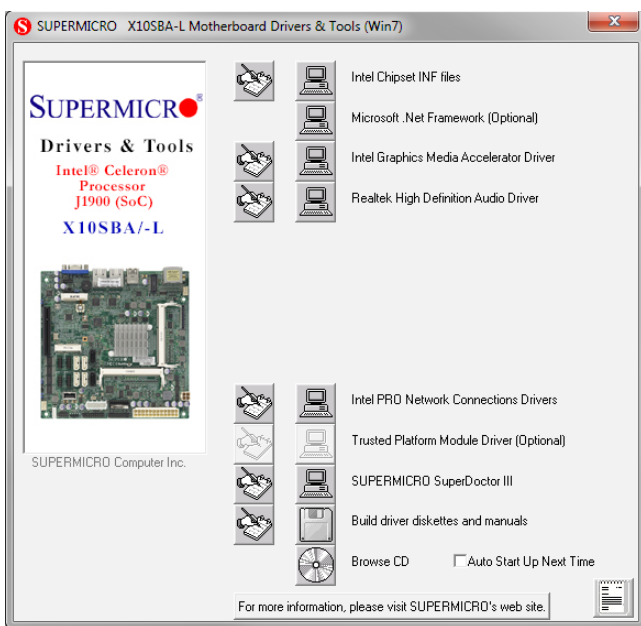 SUPERMICRO X10SBA-L Motherboard Drivers & Tools (Win7)
SUPERMICRO®
Drivers & Tools
Intel® Celeron®
Processor
J1900 (SoC)
X10SBA/-L
SUPERMICRO Computer Inc.
Intel Chipset INF files
Microsoft .Net Framework (Optional)
Intel Graphics Media Accelerator Driver
Realtek High Definition Audio Driver
Intel PRO Network Connections Drivers
Trusted Platform Module Driver (Optional)
SUPERMICRO SuperDoctor III
Build driver diskettes and manuals
Browse CD
Auto Start Up Next Time
For more information, please visit SUPERMICRO's web site.